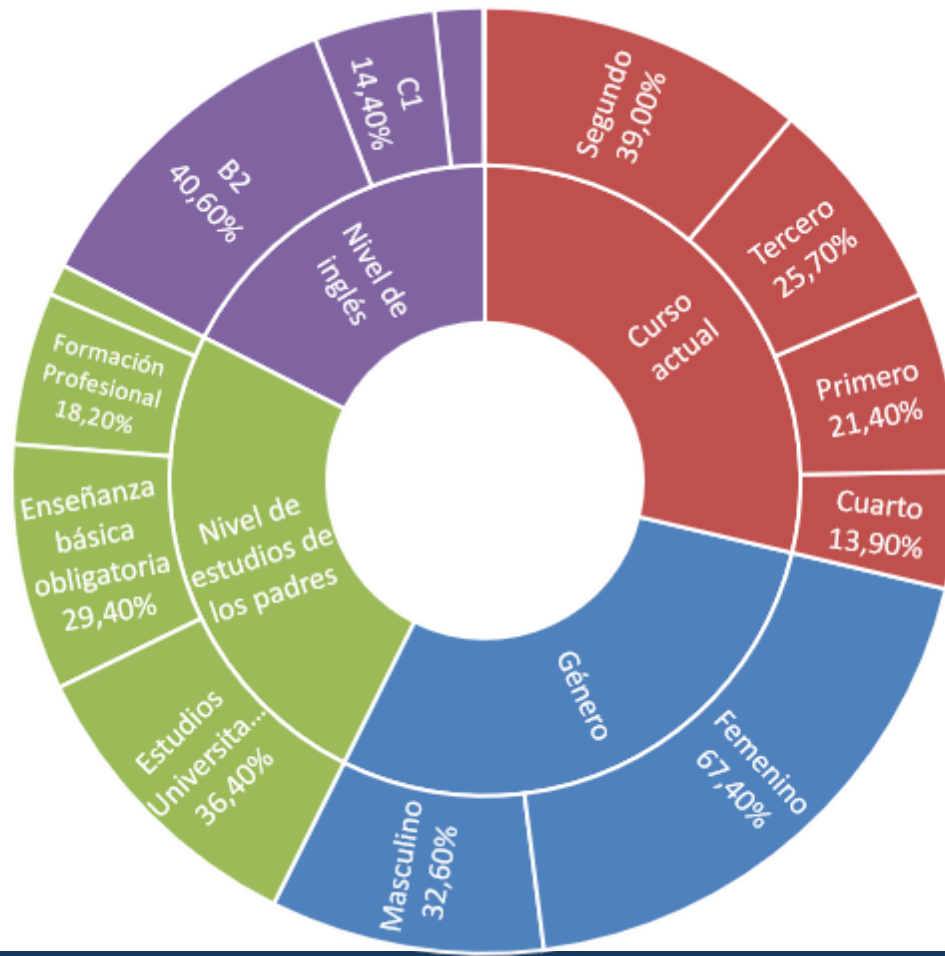 Segundo
39,00%
Tercero
25,70%
Primero
21,40%
Cuarto
13,90%
Curso
actual
Femenino
67,40%
Masculino
32,60%
Género
Estudios
Universita...
36,40%
Enseñanza
básica
obligatoria
29,40%
Formación
Profesional
18,20%
Nivel de
estudios de
los padres
B2
40,60%
C1
14,40%
Nivel de
inglés